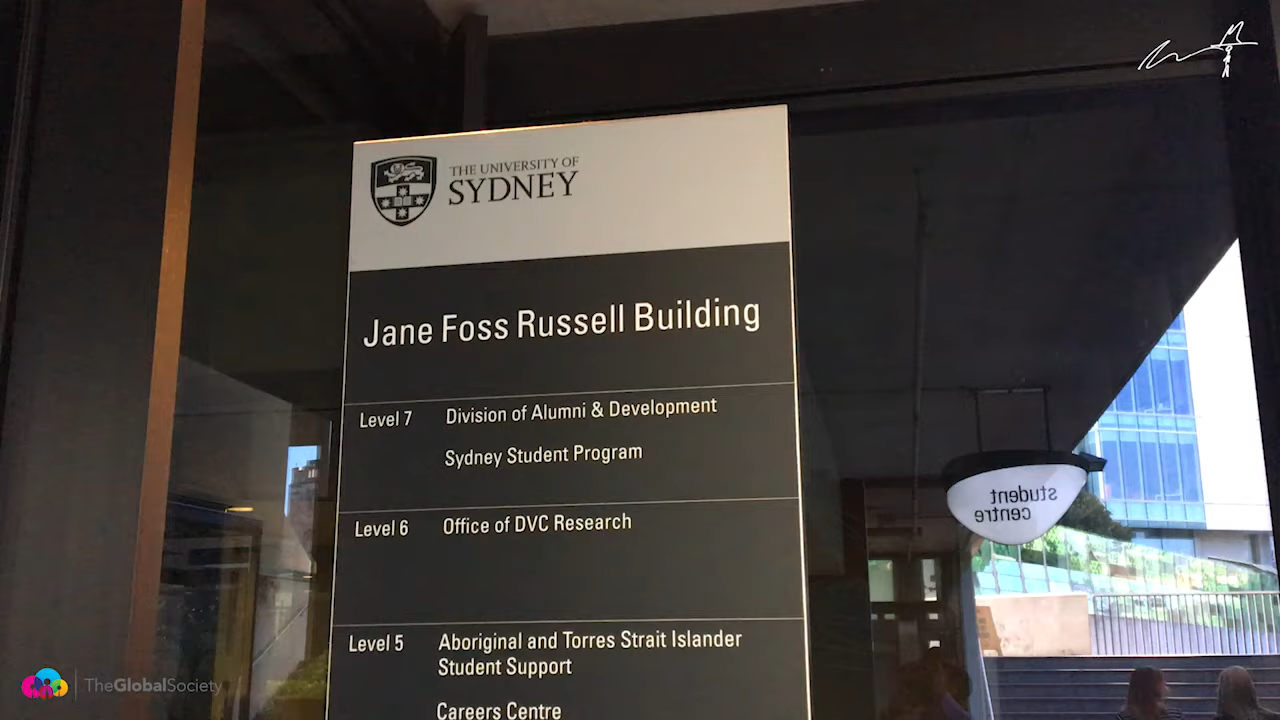 THE UNIVERSITY OF
SYDNEY
Jane Foss Russell Building
Level 7 Division of Alumni & Development
Sydney Student Program
Level 6 Office of DVC Research
Level 5 Aboriginal and Torres Strait Islander
Student Support
Careers Centre
student
centre
TheGlobalSociety